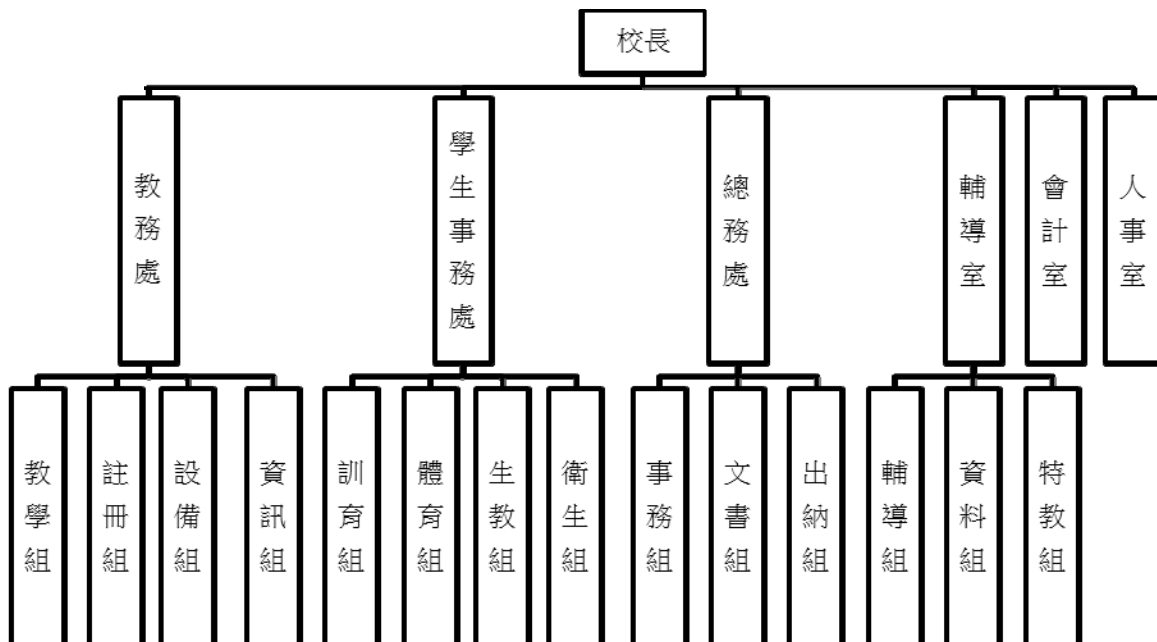 校長
教務處
學生事務處
總務處
輔導室
會計室
人事室
教學組
註冊組
設備組
資訊組
訓育組
體育組
生教組
衛生組
事務組
文書組
出納組
輔導組
資料組
特教組